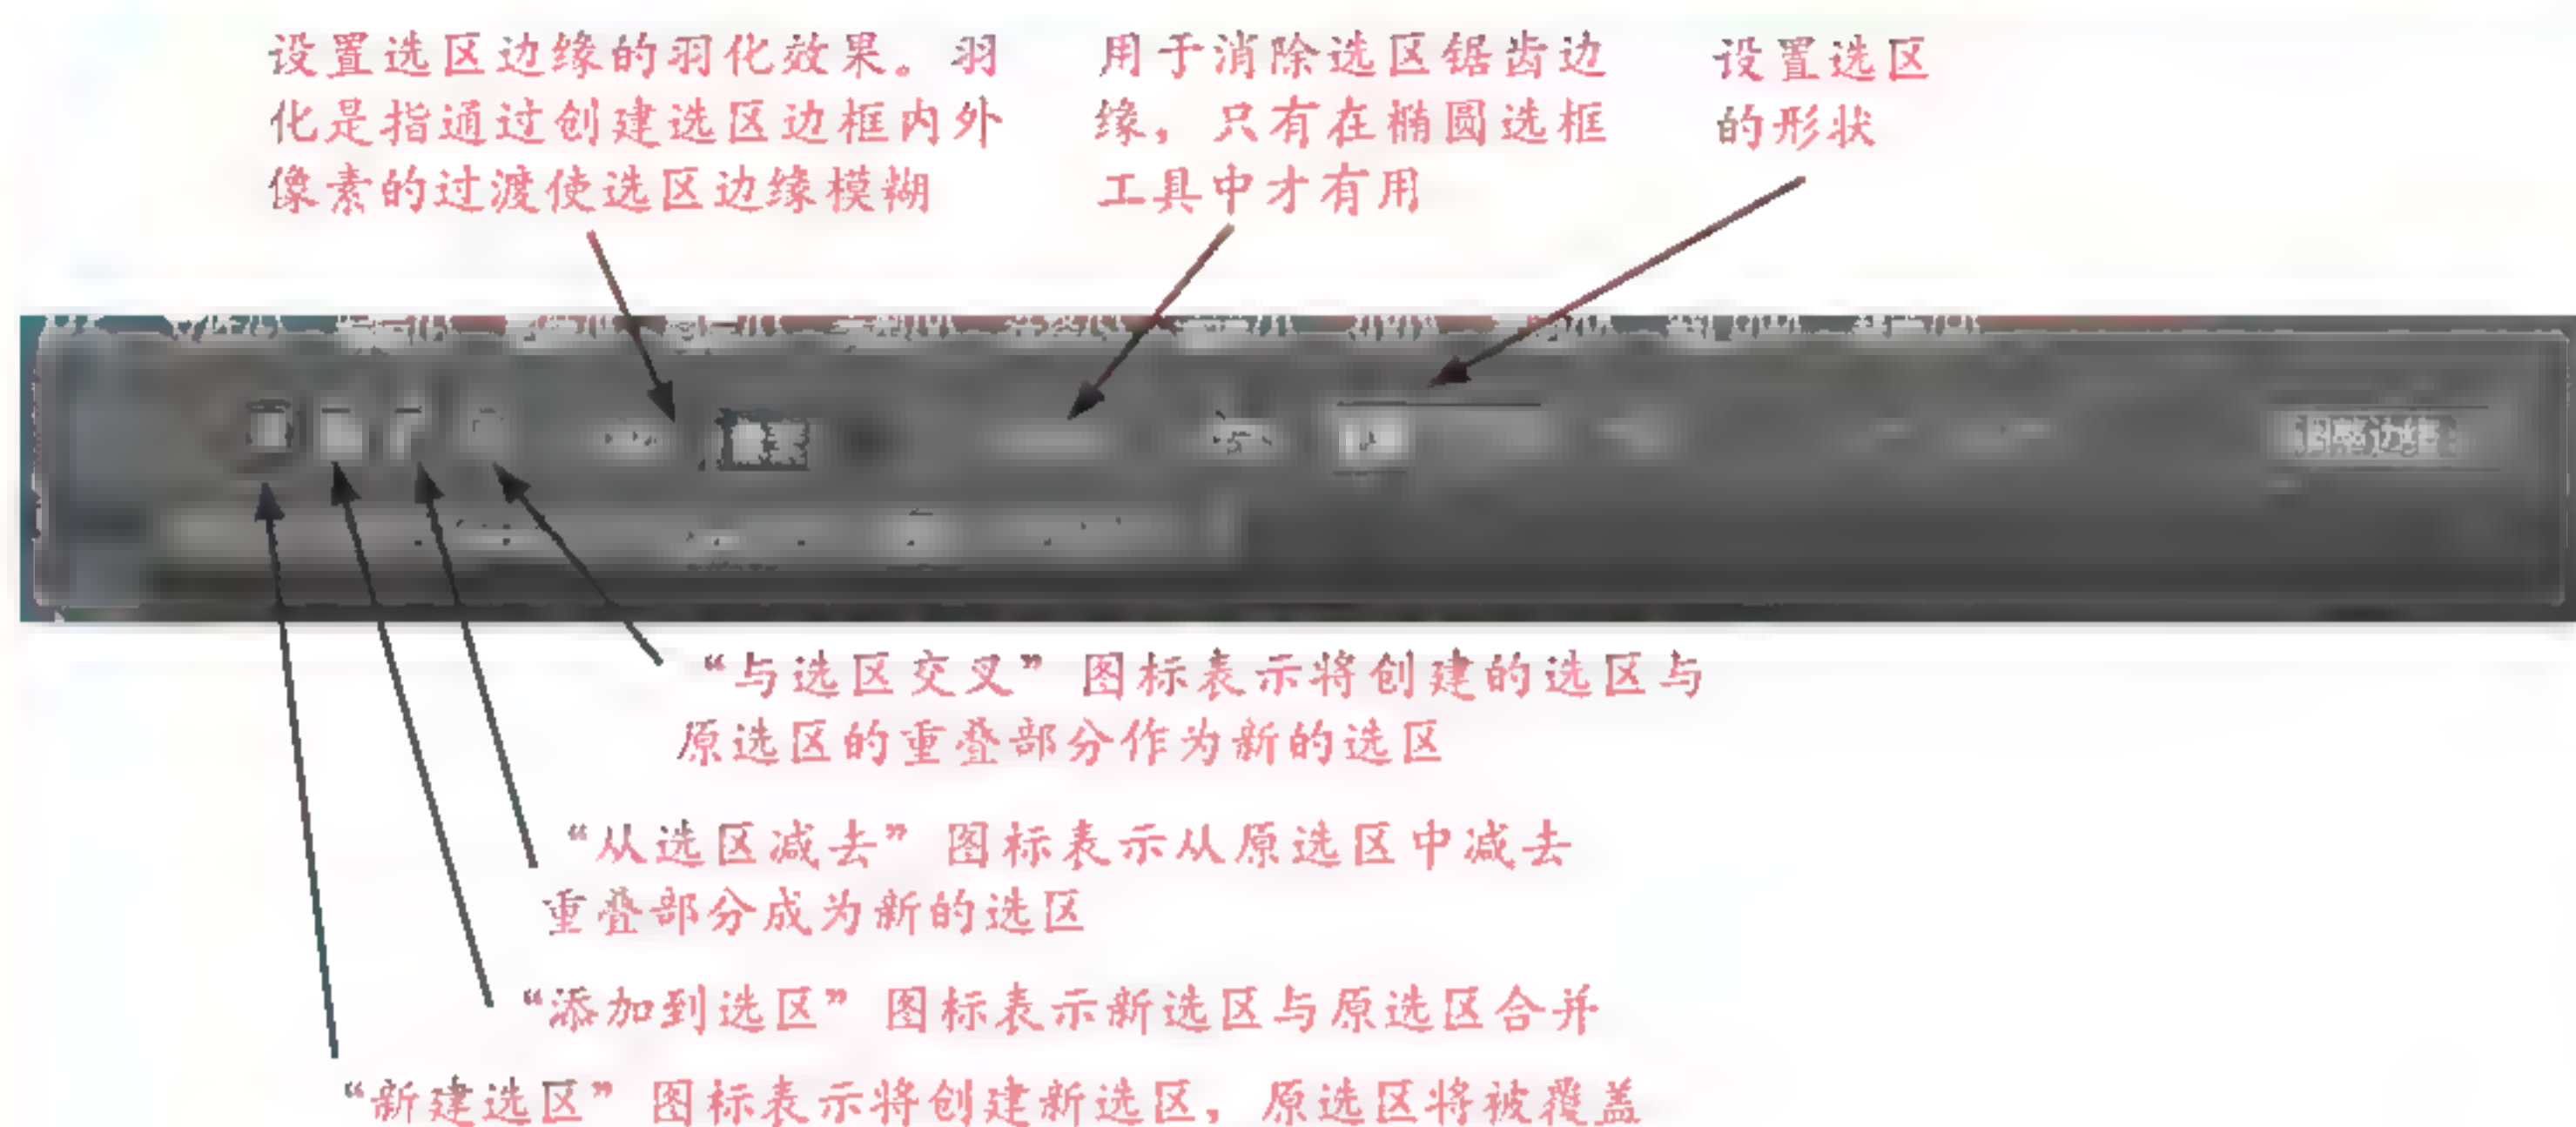 设置选区边缘的羽化效果。羽
化是指通过创建选区边框内外
像素的过渡使选区边缘模糊
用于消除选区锯齿边
缘，只有在椭圆选框
工具中才有用
设置选区
的形状
“与选区交叉”图标表示将创建的选区与
原选区的重叠部分作为新的选区
“从选区减去”图标表示从原选区中减去
重叠部分成为新的选区
“添加到选区”图标表示新选区与原选区合并
“新建选区”图标表示将创建新选区，原选区将被覆盖